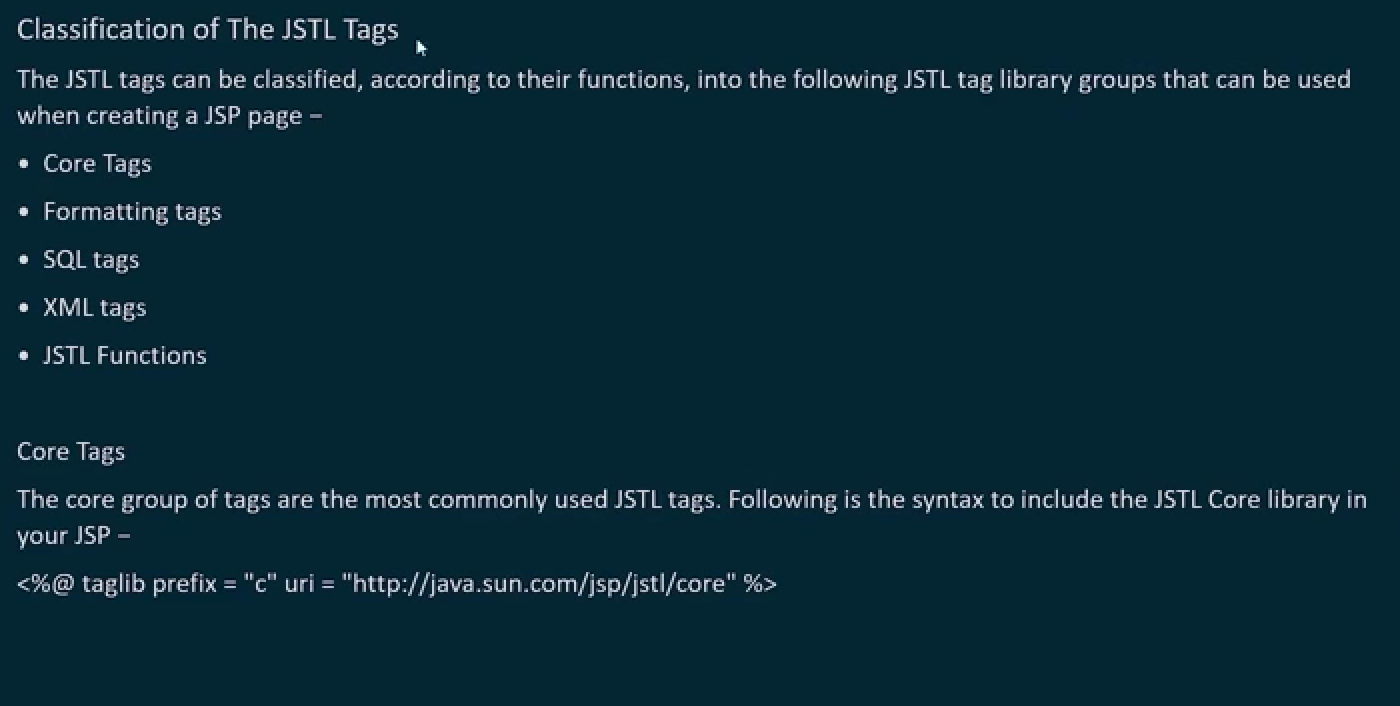 Classification of The JSTL Tags
The JSTL tags can be classified, according to their functions, into the following JSTL tag library groups that can be used
when creating a JSP page −
• Core Tags
• Formatting tags
• SQL tags
• XML tags
• JSTL Functions
Core Tags
The core group of tags are the most commonly used JSTL tags. Following is the syntax to include the JSTL Core library in
your JSP −
<%@ taglib prefix = "c" uri = "http://java.sun.com/jsp/jstl/core" %>